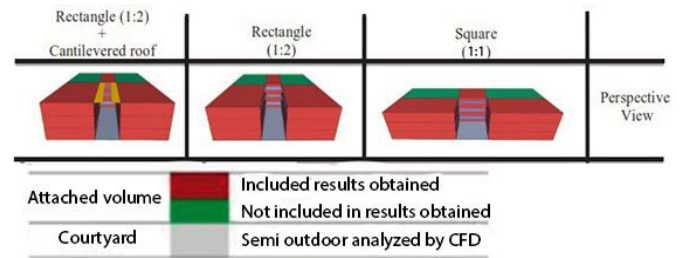 Rectangle (1:2)
+
Cantilevered roof
Rectangle
(1:2)
Square
(1:1)
Perspective
View
Attached volume
Included results obtained
Not included in results obtained
Courtyard
Semi outdoor analyzed by CFD